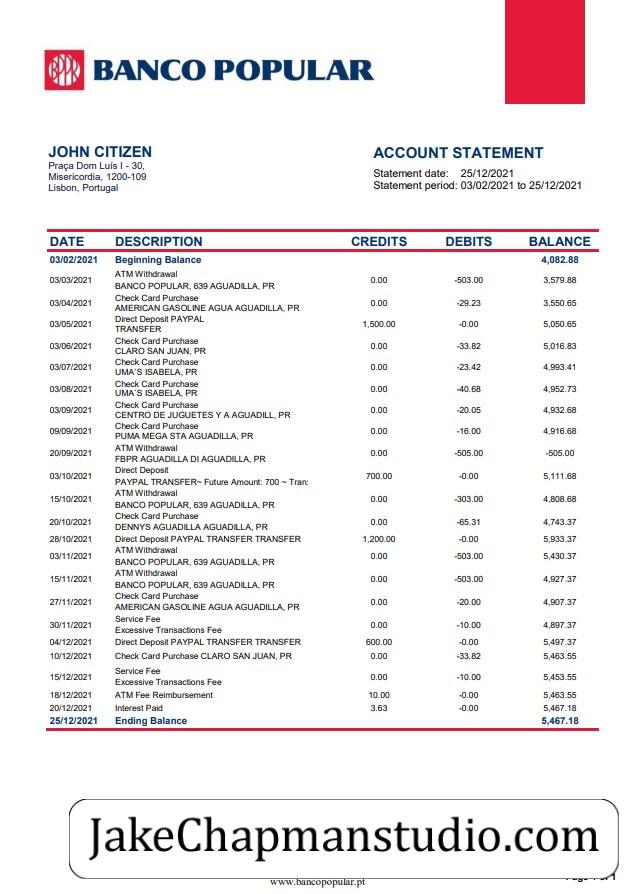 BANCO POPULAR
JOHN CITIZEN
Praça Dom Luís I - 30,
Misericordia, 1200-109
Lisbon, Portugal
ACCOUNT STATEMENT
Statement date: 25/12/2021
Statement period: 03/02/2021 to 25/12/2021
DATE DESCRIPTION CREDITS DEBITS BALANCE
03/02/2021 Beginning Balance 4,082.88
03/03/2021 ATM Withdrawal
BANCO POPULAR, 639 AGUADILLA, PR 0.00 -503.00 3,579.88
03/04/2021 Check Card Purchase
AMERICAN GASOLINE AGUA AGUADILLA, PR 0.00 -29.23 3,550.65
03/05/2021 Direct Deposit PAYPAL
TRANSFER 1,500.00 -0.00 5,050.65
03/06/2021 Check Card Purchase
CLARO SAN JUAN, PR 0.00 -33.82 5,016.83
03/07/2021 Check Card Purchase
UMA`S ISABELA, PR 0.00 -23.42 4,993.41
03/08/2021 Check Card Purchase
UMA`S ISABELA, PR 0.00 -40.68 4,952.73
03/09/2021 Check Card Purchase
CENTRO DE JUGUETES Y A AGUADILL, PR 0.00 -20.05 4,932.68
09/09/2021 Check Card Purchase
PUMA MEGA STA AGUADILLA, PR 0.00 -16.00 4,916.68
20/09/2021 ATM Withdrawal
FBPR AGUADILLA DI AGUADILLA, PR 0.00 -505.00 -505.00
03/10/2021 Direct Deposit
PAYPAL TRANSFER~ Future Amount: 700 ~ Tran: 700.00 -0.00 5,111.68
15/10/2021 ATM Withdrawal
BANCO POPULAR, 639 AGUADILLA, PR 0.00 -303.00 4,808.68
20/10/2021 Check Card Purchase
DENNYS AGUADILLA AGUADILLA, PR 0.00 -65.31 4,743.37
28/10/2021 Direct Deposit PAYPAL TRANSFER TRANSFER 1,200.00 -0.00 5,933.37
03/11/2021 ATM Withdrawal
BANCO POPULAR, 639 AGUADILLA, PR 0.00 -503.00 5,430.37
15/11/2021 ATM Withdrawal
BANCO POPULAR, 639 AGUADILLA, PR 0.00 -503.00 4,927.37
27/11/2021 Check Card Purchase
AMERICAN GASOLINE AGUA AGUADILLA, PR 0.00 -20.00 4,907.37
30/11/2021 Service Fee
Excessive Transactions Fee 0.00 -10.00 4,897.37
04/12/2021 Direct Deposit PAYPAL TRANSFER TRANSFER 600.00 -0.00 5,497.37
10/12/2021 Check Card Purchase CLARO SAN JUAN, PR 0.00 -33.82 5,463.55
15/12/2021 Service Fee
Excessive Transactions Fee 0.00 -10.00 5,453.55
18/12/2021 ATM Fee Reimbursement 10.00 -0.00 5,463.55
20/12/2021 Interest Paid 3.63 -0.00 5,467.18
25/12/2021 Ending Balance 5,467.18
JakeChapmanstudio.com
www.bancopopular.pt